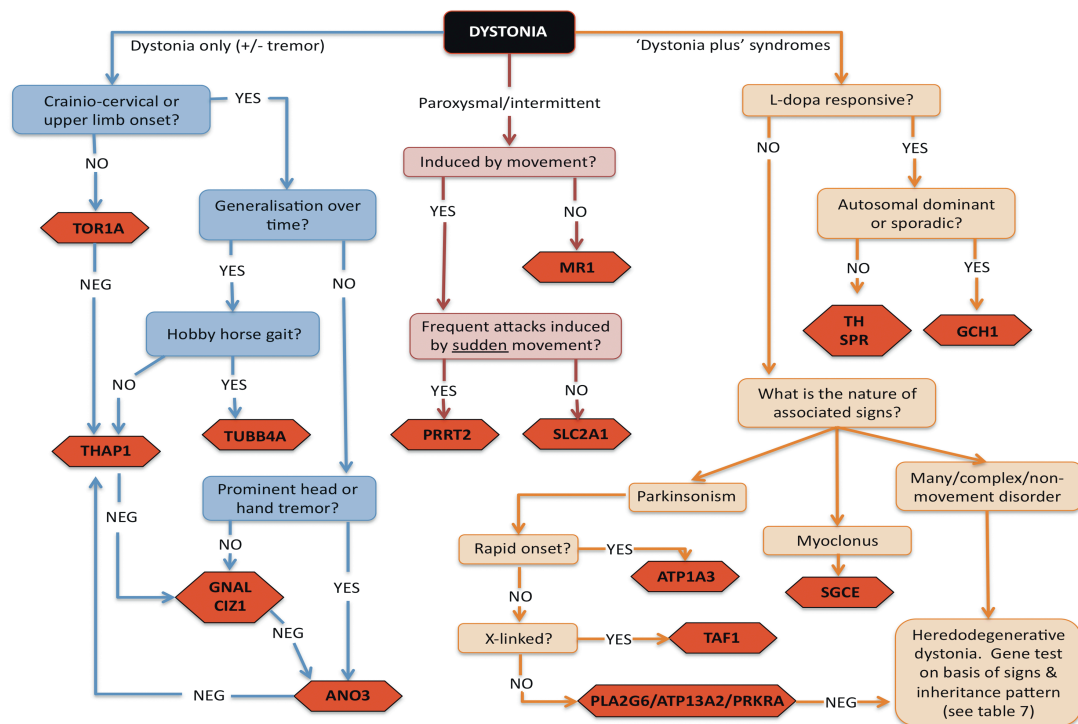 DYSTONIA
Dystonia only (+/- tremor)
'Dystonia plus' syndromes
Paroxysmal/intermittent
Crainio-cervical or
upper limb onset?
YES
NO
TOR1A
NEG
Generalisation over
time?
YES
NO
Hobby horse gait?
NO
YES
THAP1
TUBB4A
NEG
Prominent head or
hand tremor?
NO
YES
GNAL
CIZ1
NEG
ANO3
NEG
Induced by movement?
YES
NO
MR1
Frequent attacks induced
by sudden movement?
YES
NO
PRRT2
SLC2A1
L-dopa responsive?
NO
YES
Autosomal dominant
or sporadic?
NO
YES
TH
SPR
GCH1
What is the nature of
associated signs?
Parkinsonism
Myoclonus
Many/complex/non-
movement disorder
Rapid onset?
YES
ATP1A3
SGCE
NO
X-linked?
YES
TAF1
NO
PLA2G6/ATP13A2/PRKRA
NEG
Heredodegenerative
dystonia. Gene test
on basis of signs &
inheritance pattern
(see table 7)